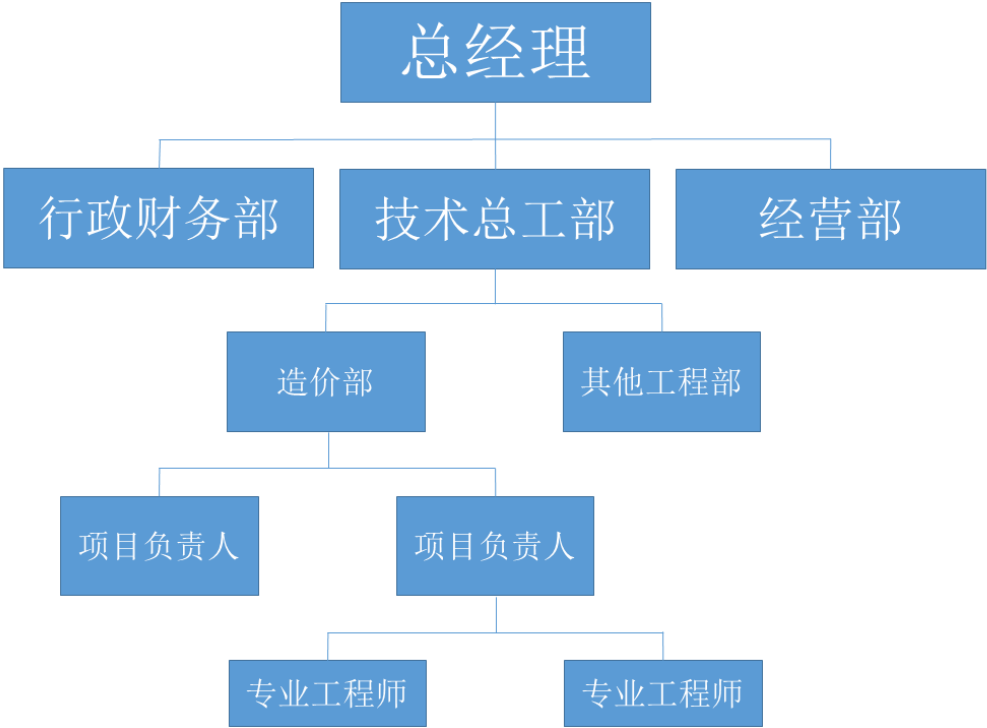 总经理
行政财务部
技术总工部
经营部
造价部
其他工程部
项目负责人
项目负责人
专业工程师
专业工程师